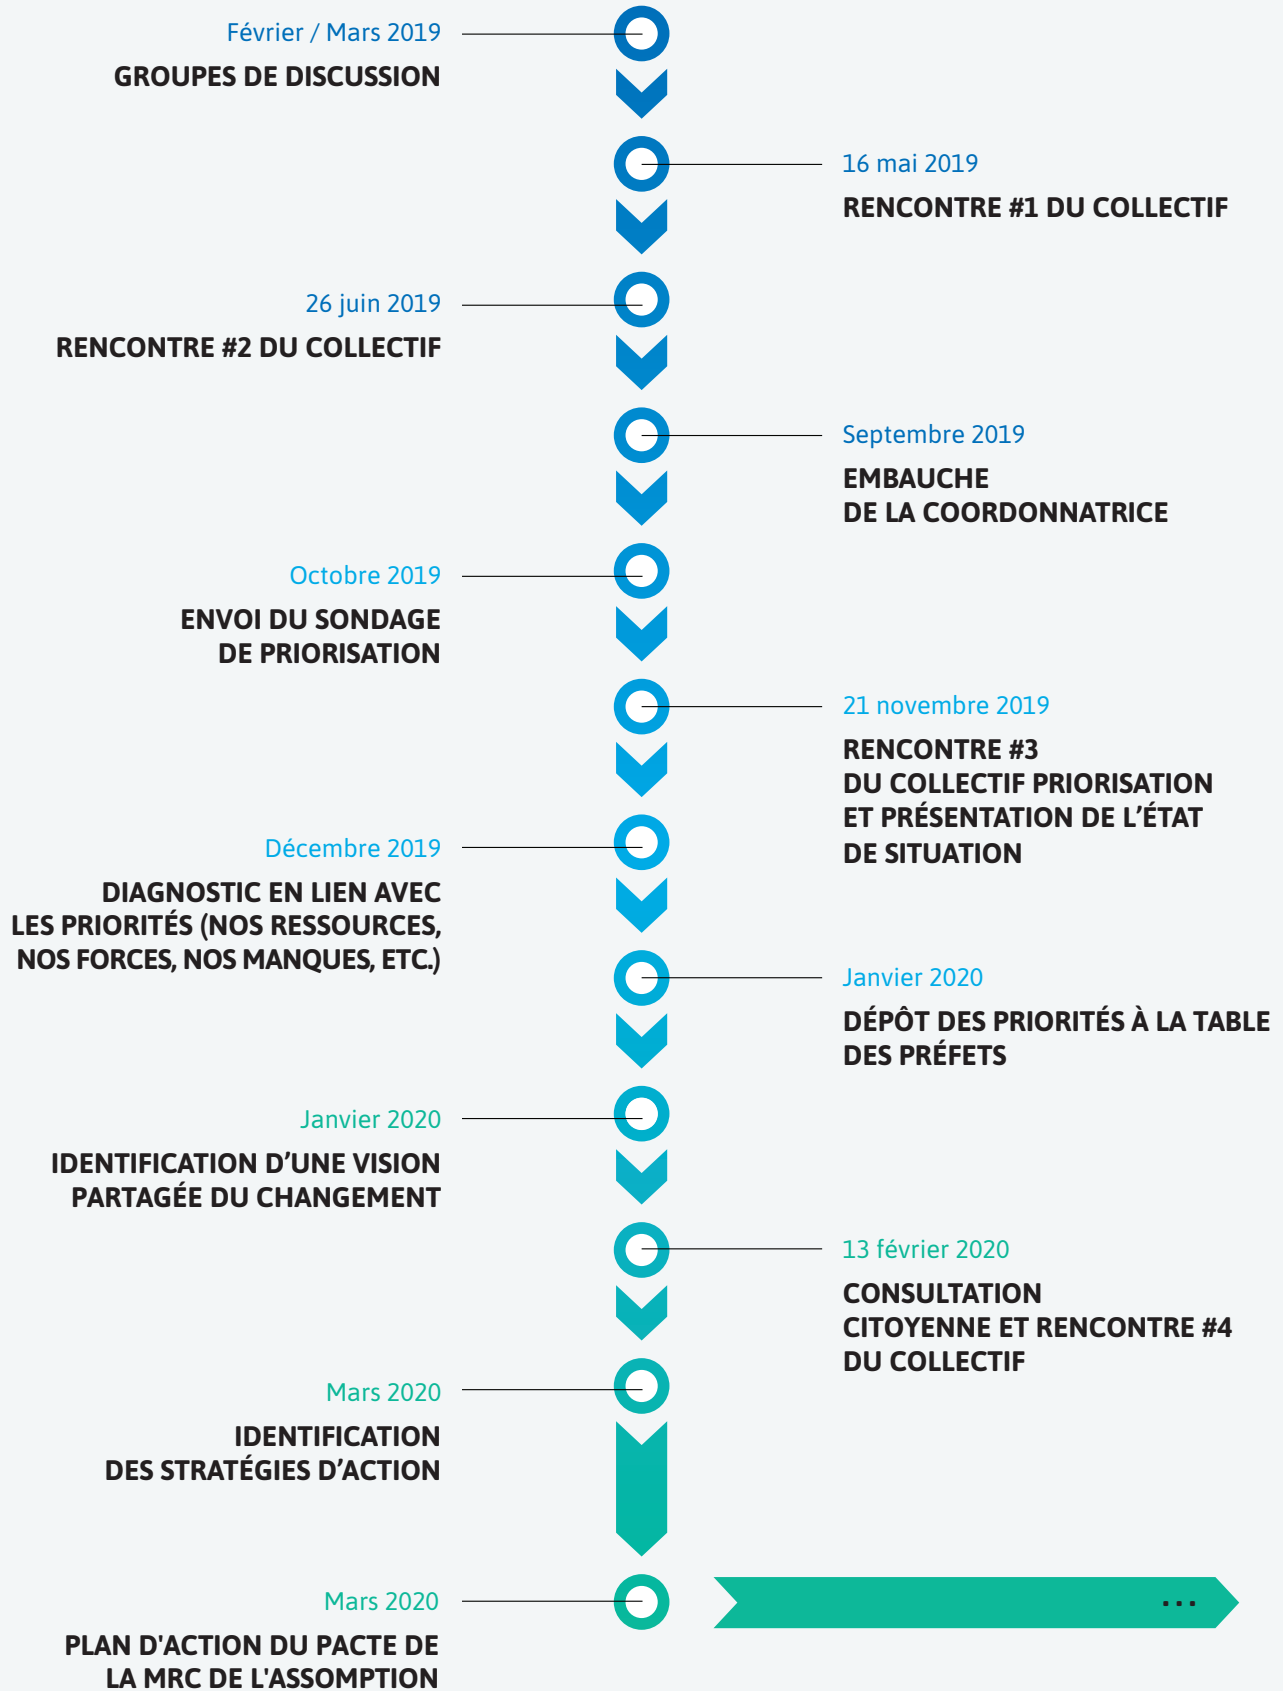 Février / Mars 2019
GROUPES DE DISCUSSION
16 mai 2019
RENCONTRE #1 DU COLLECTIF
26 juin 2019
RENCONTRE #2 DU COLLECTIF
Septembre 2019
EMBAUCHE
DE LA COORDONNATRICE
Octobre 2019
ENVOI DU SONDAGE
DE PRIORISATION
21 novembre 2019
RENCONTRE #3
DU COLLECTIF PRIORISATION
ET PRÉSENTATION DE L’ÉTAT
DE SITUATION
Décembre 2019
DIAGNOSTIC EN LIEN AVEC
LES PRIORITÉS (NOS RESSOURCES,
NOS FORCES, NOS MANQUES, ETC.)
Janvier 2020
DÉPÔT DES PRIORITÉS À LA TABLE
DES PRÉFETS
Janvier 2020
IDENTIFICATION D’UNE VISION
PARTAGÉE DU CHANGEMENT
13 février 2020
CONSULTATION
CITOYENNE ET RENCONTRE #4
DU COLLECTIF
Mars 2020
IDENTIFICATION
DES STRATÉGIES D’ACTION
Mars 2020
PLAN D'ACTION DU PACTE DE
LA MRC DE L'ASSOMPTION
...